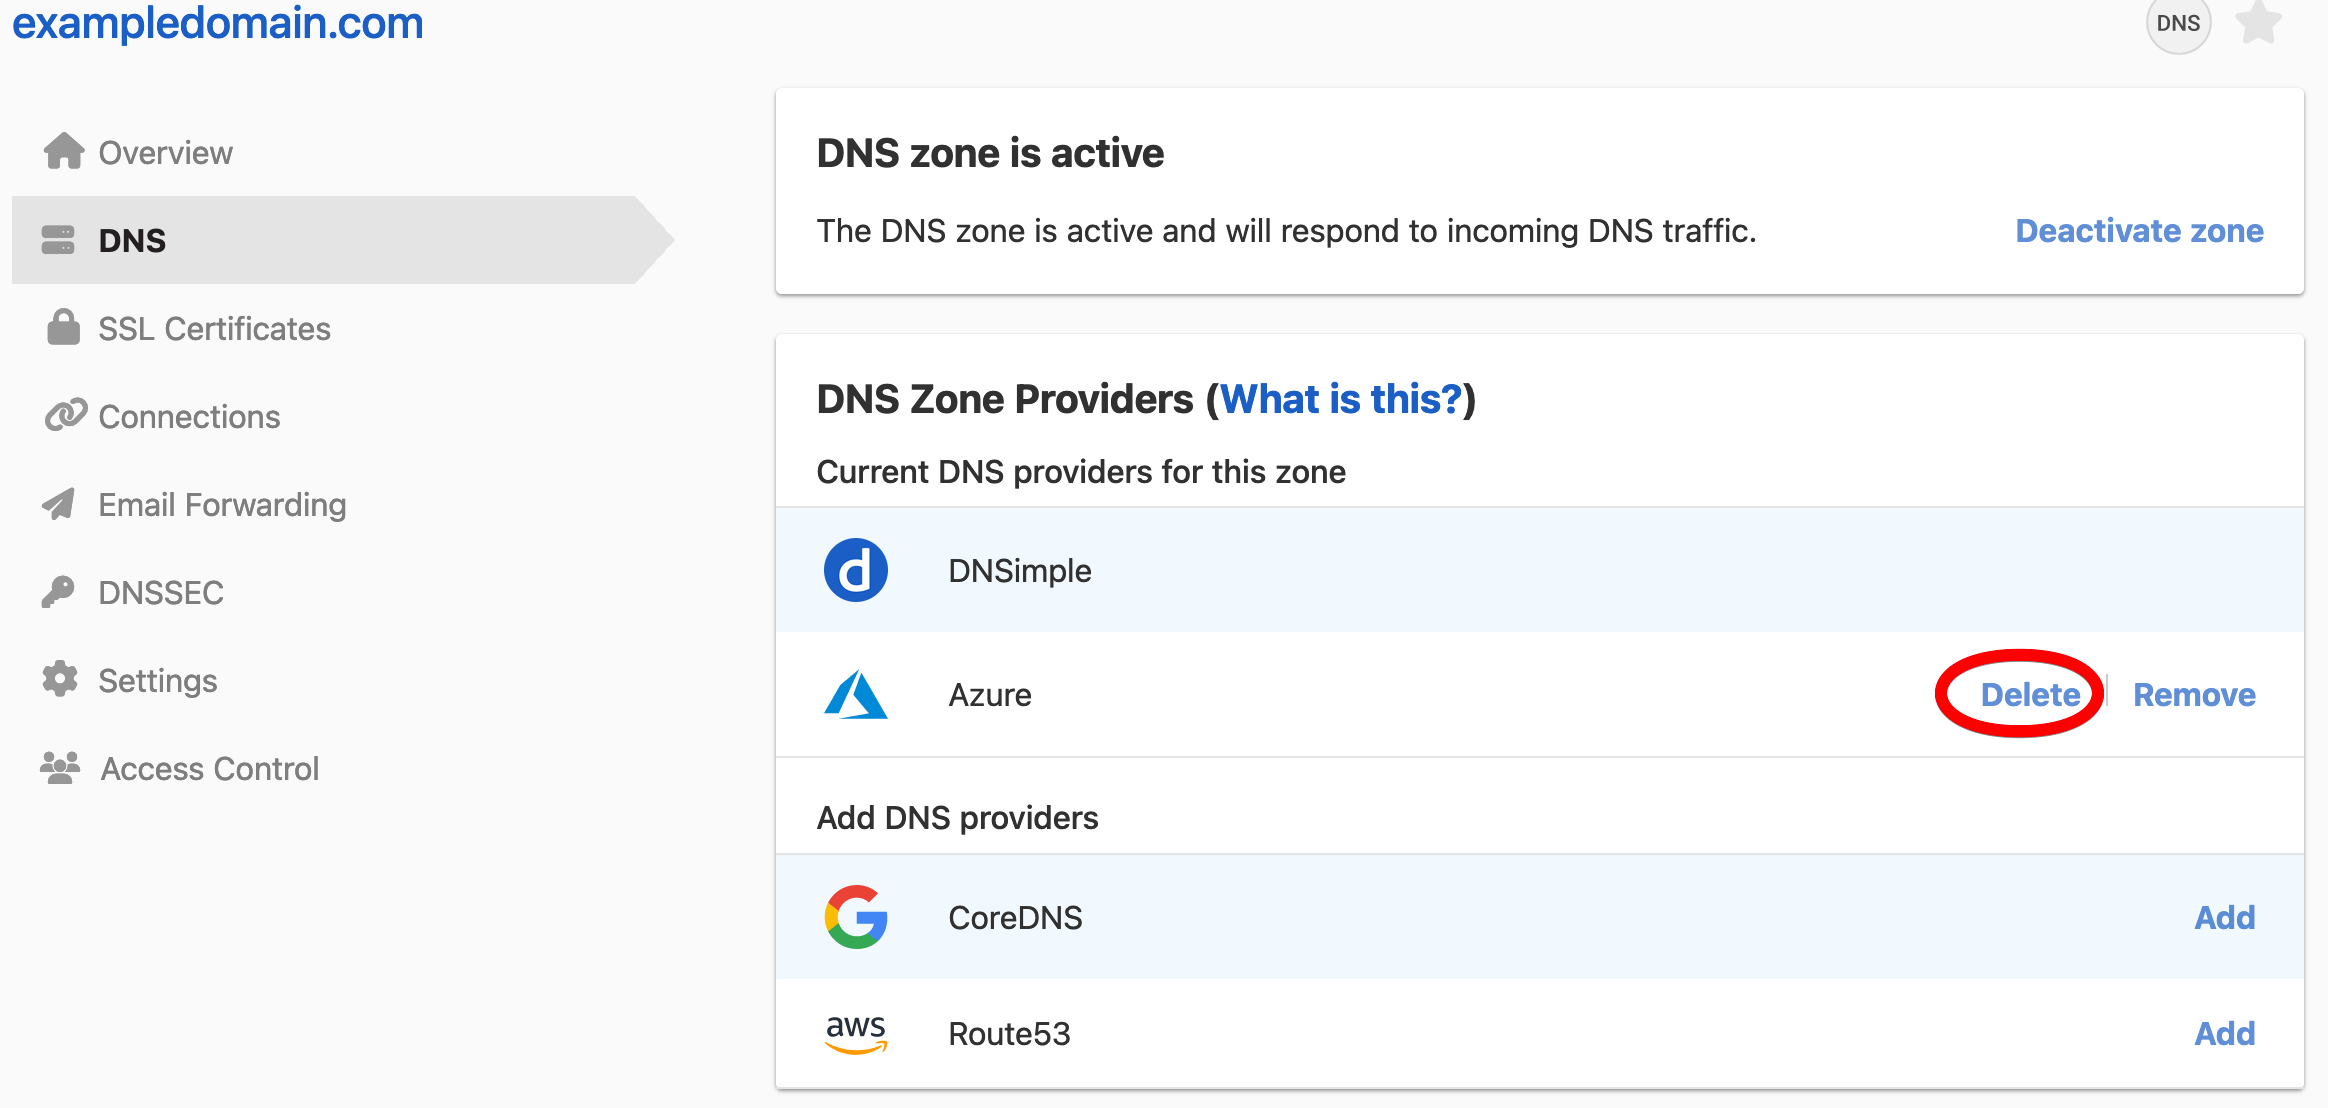 exampledomain.com
DNS
Overview
DNS
SSL Certificates
Connections
Email Forwarding
DNSSEC
Settings
Access Control
DNS zone is active
The DNS zone is active and will respond to incoming DNS traffic.
Deactivate zone
DNS Zone Providers (What is this?)
Current DNS providers for this zone
d DNSimple
Azure Delete Remove
Add DNS providers
G CoreDNS Add
aws Route53 Add